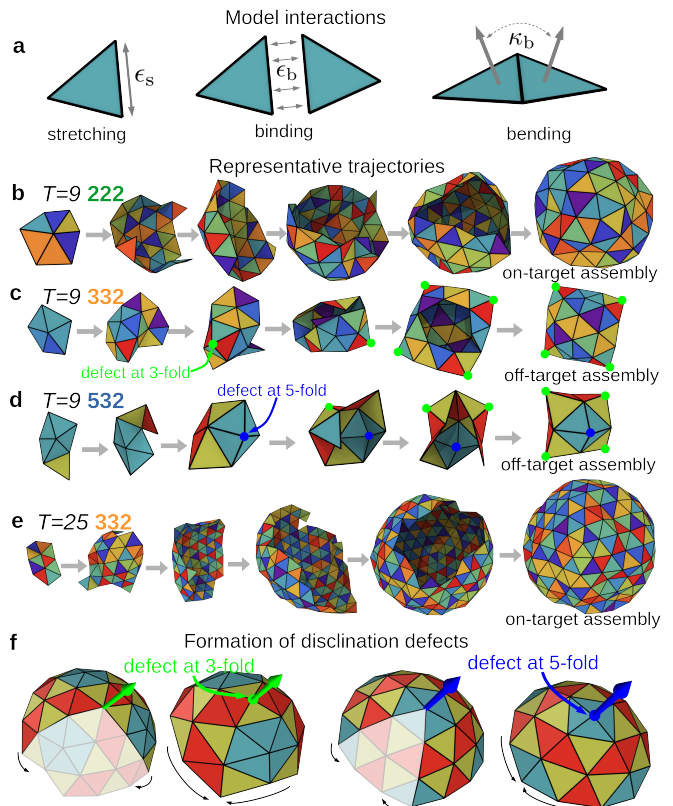 Model interactions
a
ϵs
ϵb
κb
stretching
binding
bending
Representative trajectories
b T=9 222
on-target assembly
c T=9 332
defect at 3-fold
off-target assembly
d T=9 532
defect at 5-fold
off-target assembly
e T=25 332
on-target assembly
f Formation of disclination defects
defect at 3-fold
defect at 5-fold